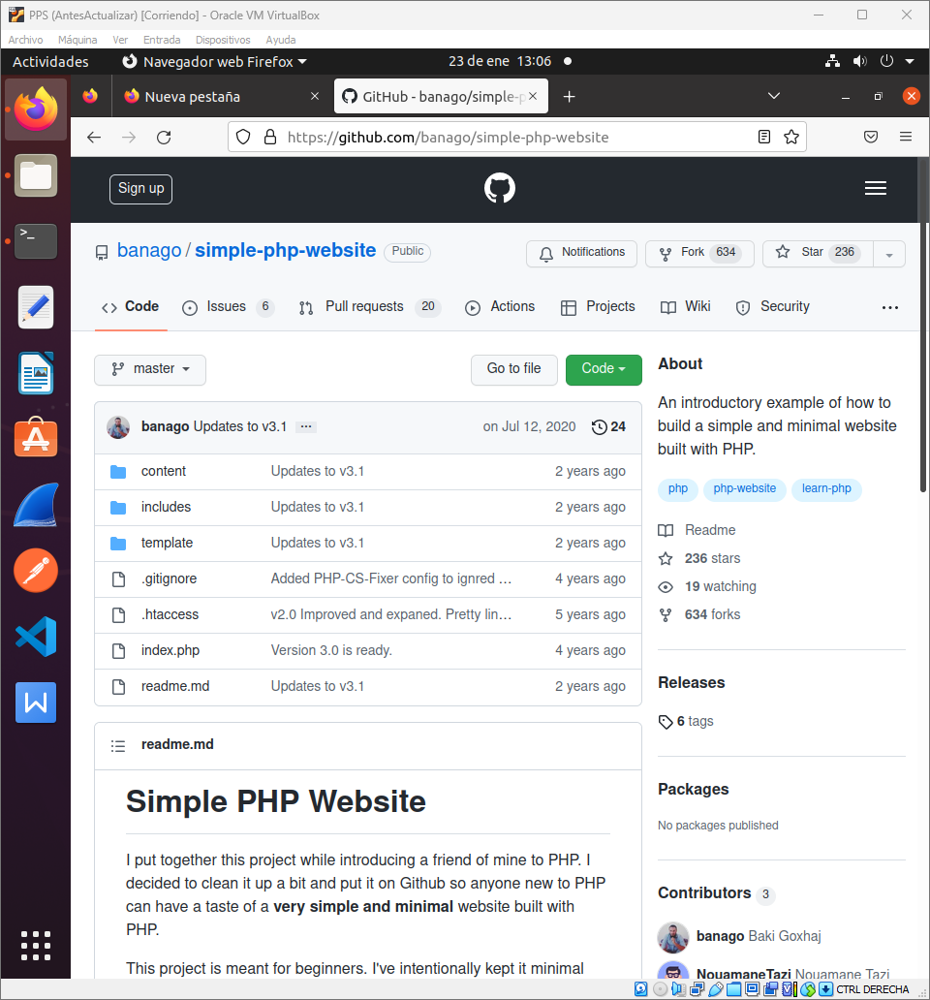 PPS (AntesActualizar) [Corriendo] - Oracle VM VirtualBox
Archivo Máquina Ver Entrada Dispositivos Ayuda
Actividades Navegador web Firefox 23 de ene 13:06
Nueva pestaña GitHub - banago/simple-p
https://github.com/banago/simple-php-website
Sign up
banago / simple-php-website Public Notifications Fork 634 Star 236
Code Issues 6 Pull requests 20 Actions Projects Wiki Security
master Go to file Code
banago Updates to v3.1 on Jul 12, 2020 24
content Updates to v3.1 2 years ago
includes Updates to v3.1 2 years ago
template Updates to v3.1 2 years ago
.gitignore Added PHP-CS-Fixer config to ignred … 4 years ago
.htaccess v2.0 Improved and expaned. Pretty lin… 5 years ago
index.php Version 3.0 is ready. 4 years ago
readme.md Updates to v3.1 2 years ago
readme.md
Simple PHP Website
I put together this project while introducing a friend of mine to PHP. I
decided to clean it up a bit and put it on Github so anyone new to PHP
can have a taste of a very simple and minimal website built with
PHP.
This project is meant for beginners. I've intentionally kept it minimal
About
An introductory example of how to
build a simple and minimal website
built with PHP.
php php-website learn-php
Readme
236 stars
19 watching
634 forks
Releases
6 tags
Packages
No packages published
Contributors 3
banago Baki Goxhaj
NouamaneTazi Nouamane Tazi
CTRL DERECHA